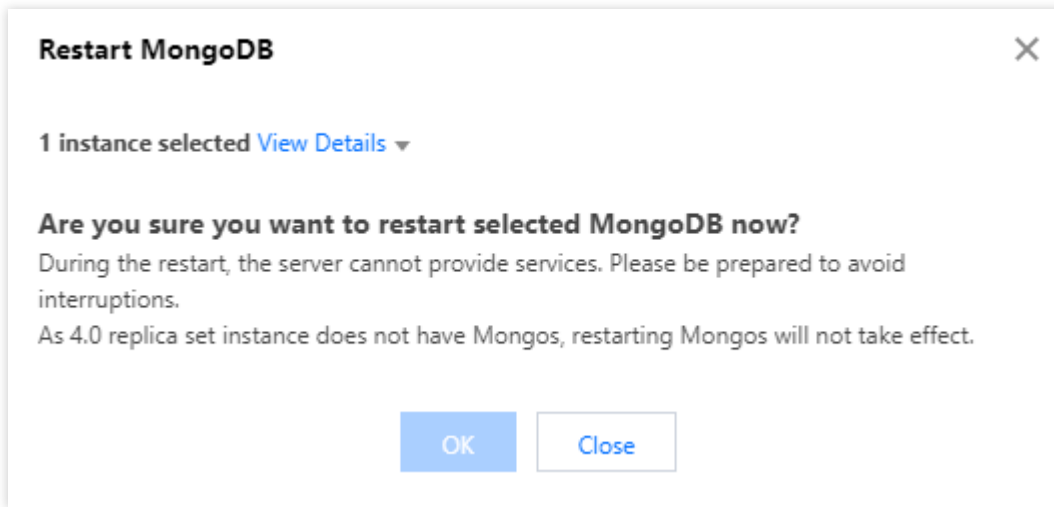 Restart MongoDB
1 instance selected View Details
Are you sure you want to restart selected MongoDB now?
During the restart, the server cannot provide services. Please be prepared to avoid
interruptions.
As 4.0 replica set instance does not have Mongos, restarting Mongos will not take effect.
OK Close